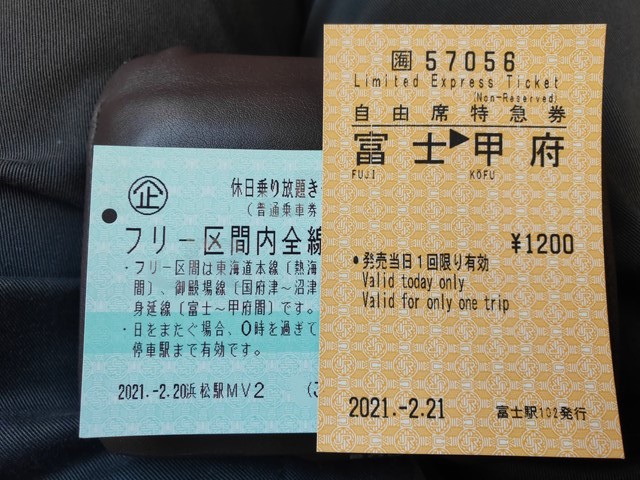 企
休日乗り放題き
(普通乗車券
フリー区間内全線
・フリー区間は東海道本線〔熱海
間〕、御殿場線〔国府津～沼津
身延線〔富士～甲府間〕です。
・日をまたぐ場合、0時を過ぎて
停車駅まで有効です。
2021.-2.20浜松駅MV2
海 57056
Limited Express Ticket
(Non-Reserved)
自由席特急券
富士▶甲府
FUJI KŌFU
¥1200
●発売当日1回限り有効
Valid today only
Valid for only one trip
2021.-2.21 富士駅102発行